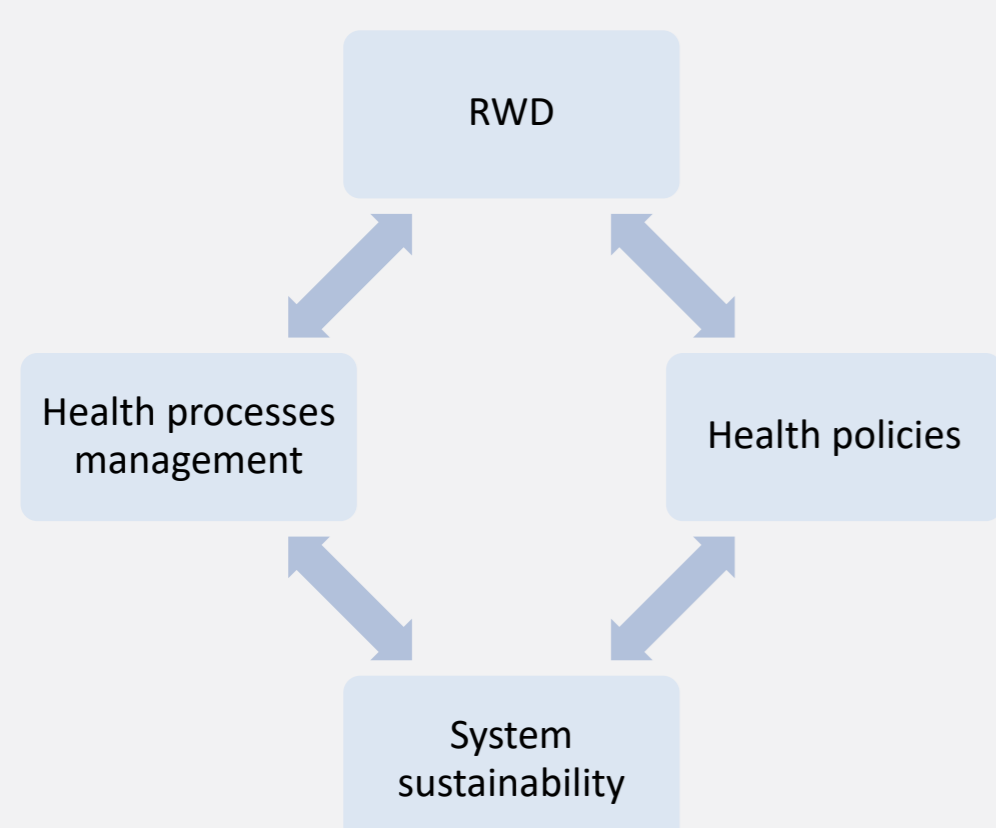 RWD
Health processes
management
Health policies
System
sustainability